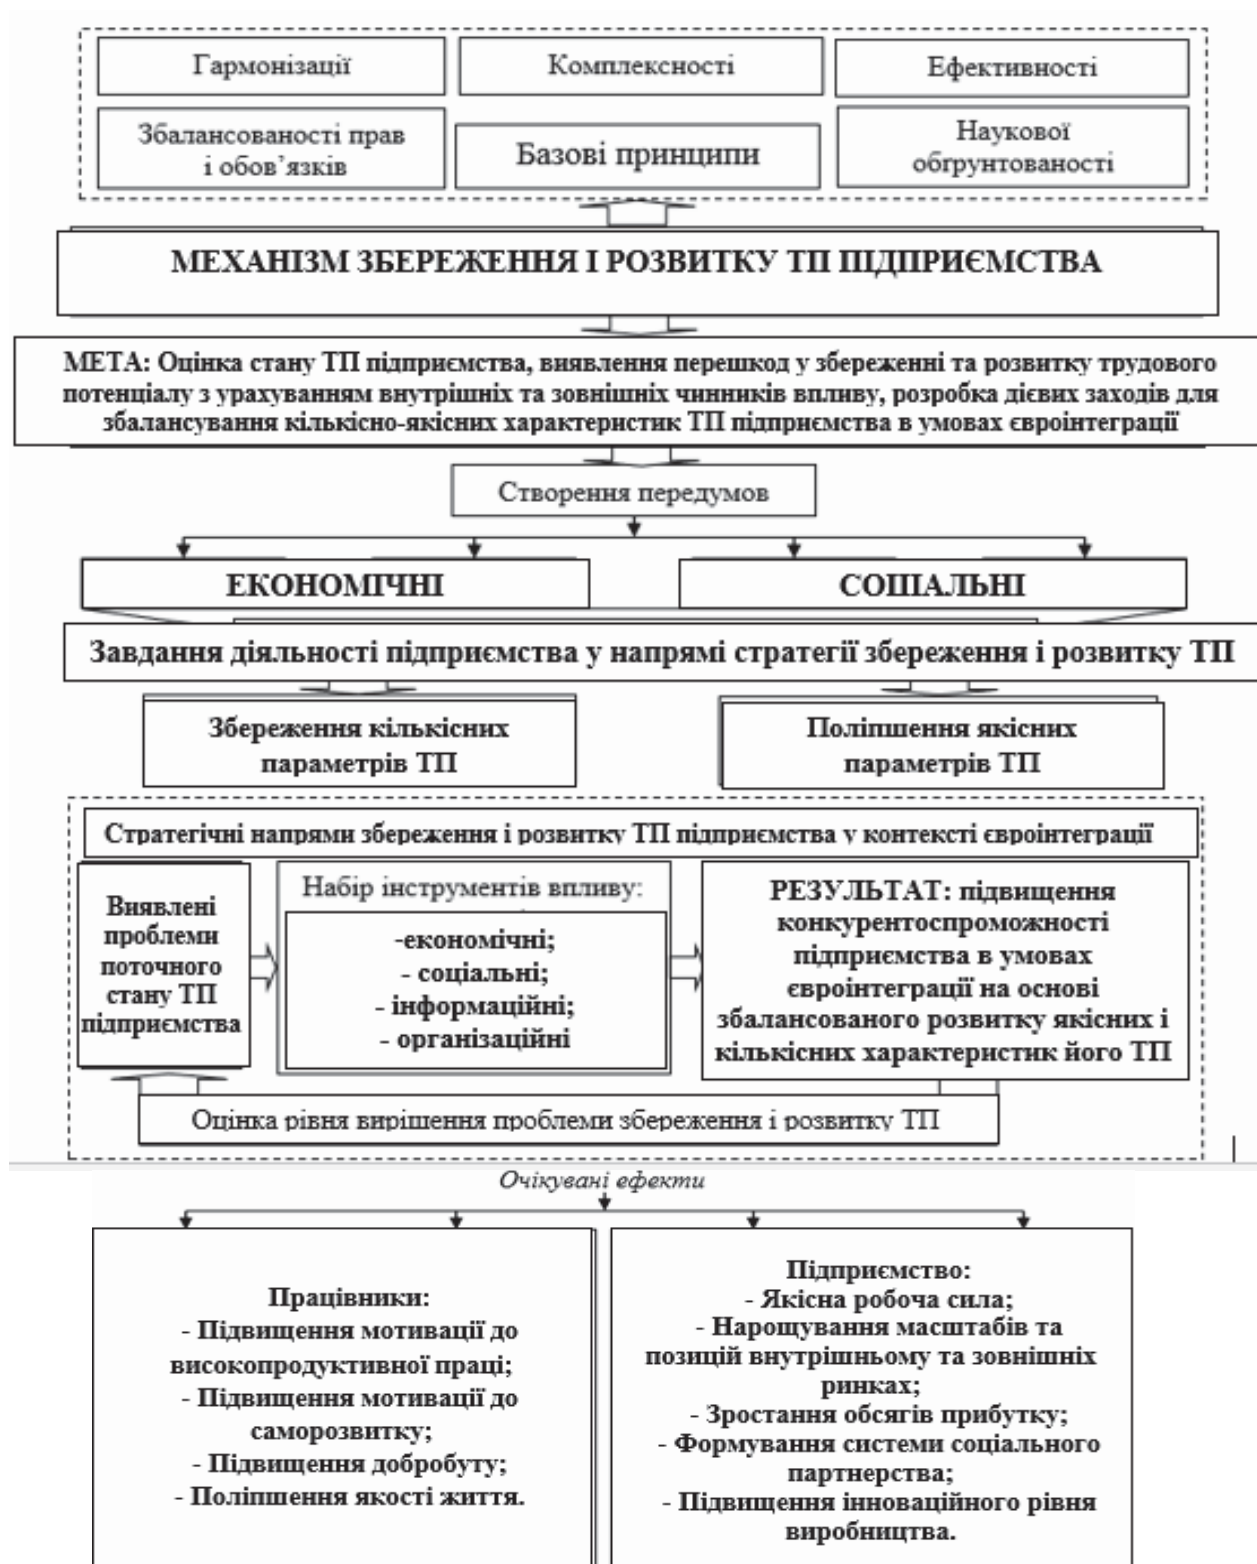 Гармонізації
Комплексності
Ефективності
Збалансованості прав
і обов’язків
Базові принципи
Наукової
обґрунтованості
МЕХАНІЗМ ЗБЕРЕЖЕННЯ І РОЗВИТКУ ТП ПІДПРИЄМСТВА
МЕТА: Оцінка стану ТП підприємства, виявлення перешкод у збереженні та розвитку трудового
потенціалу з урахуванням внутрішніх та зовнішніх чинників впливу, розробка дієвих заходів для
збалансування кількісно-якісних характеристик ТП підприємства в умовах євроінтеграції
Створення передумов
ЕКОНОМІЧНІ
СОЦІАЛЬНІ
Завдання діяльності підприємства у напрямі стратегії збереження і розвитку ТП
Збереження кількісних
параметрів ТП
Поліпшення якісних
параметрів ТП
Стратегічні напрями збереження і розвитку ТП підприємства у контексті євроінтеграції
Виявлені
проблеми
поточного
стану ТП
підприємства
Набір інструментів впливу:
-економічні;
- соціальні;
- інформаційні;
- організаційні
РЕЗУЛЬТАТ: підвищення
конкурентоспроможності
підприємства в умовах
євроінтеграції на основі
збалансованого розвитку якісних і
кількісних характеристик його ТП
Оцінка рівня вирішення проблеми збереження і розвитку ТП
Очікувані ефекти
Працівники:
- Підвищення мотивації до
високопродуктивної праці;
- Підвищення мотивації до
саморозвитку;
- Підвищення добробуту;
- Поліпшення якості життя.
Підприємство:
- Якісна робоча сила;
- Нарощування масштабів та
позицій внутрішньому та зовнішніх
ринках;
- Зростання обсягів прибутку;
- Формування системи соціального
партнерства;
- Підвищення інноваційного рівня
виробництва.